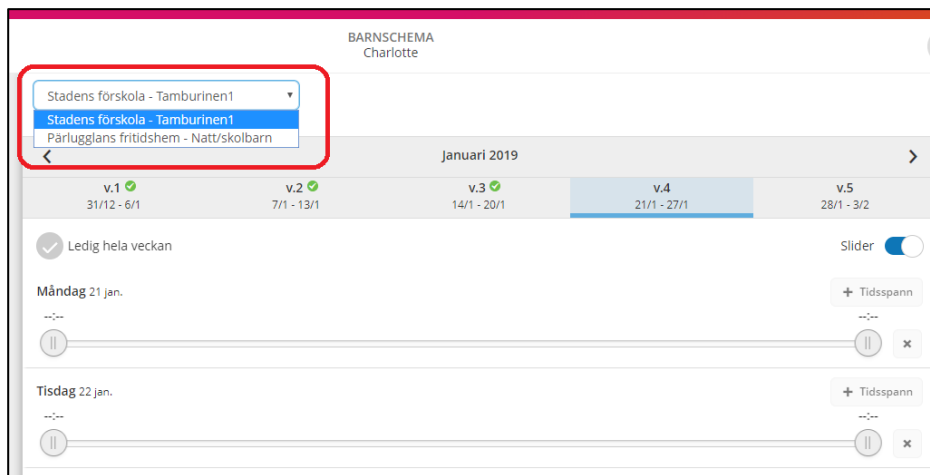 BARNSCHEMA
Charlotte
Stadens förskola - Tamburinen1
Stadens förskola - Tamburinen1
Pärlugglans fritidshem - Natt/skolbarn
Januari 2019
v.1 v.2 v.3 v.4 v.5
31/12 - 6/1 7/1 - 13/1 14/1 - 20/1 21/1 - 27/1 28/1 - 3/2
Ledig hela veckan Slider
Måndag 21 jan. + Tidsspann
--:-- --:--
Tisdag 22 jan. + Tidsspann
--:-- --:--